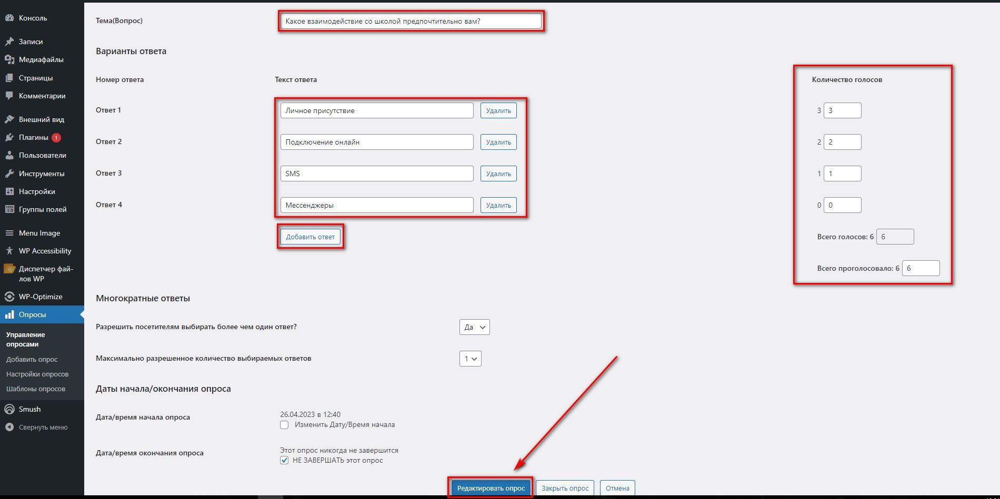 Консоль
Записи
Медиафайлы
Страницы
Комментарии
Внешний вид
Плагины 1
Пользователи
Инструменты
Настройки
Группы полей
Menu Image
WP Accessibility
Диспетчер фай-
лов WP
WP-Optimize
Опросы
Управление
опросами
Добавить опрос
Настройки опросов
Шаблоны опросов
Smush
Свернуть меню
Тема(Вопрос) Какое взаимодействие со школой предпочтительно вам?
Варианты ответа
Номер ответа Текст ответа Количество голосов
Ответ 1 Личное присутствие Удалить 3 3
Ответ 2 Подключение онлайн Удалить 2 2
Ответ 3 SMS Удалить 1 1
Ответ 4 Мессенджеры Удалить 0 0
Добавить ответ Всего голосов: 6 6
Всего проголосовало: 6 6
Многократные ответы
Разрешить посетителям выбирать более чем один ответ? Да
Максимально разрешенное количество выбираемых ответов 1
Даты начала/окончания опроса
Дата/время начала опроса 26.04.2023 в 12:40
Изменить Дату/Время начала
Дата/время окончания опроса Этот опрос никогда не завершится
НЕ ЗАВЕРШАТЬ этот опрос
Редактировать опрос Закрыть опрос Отмена